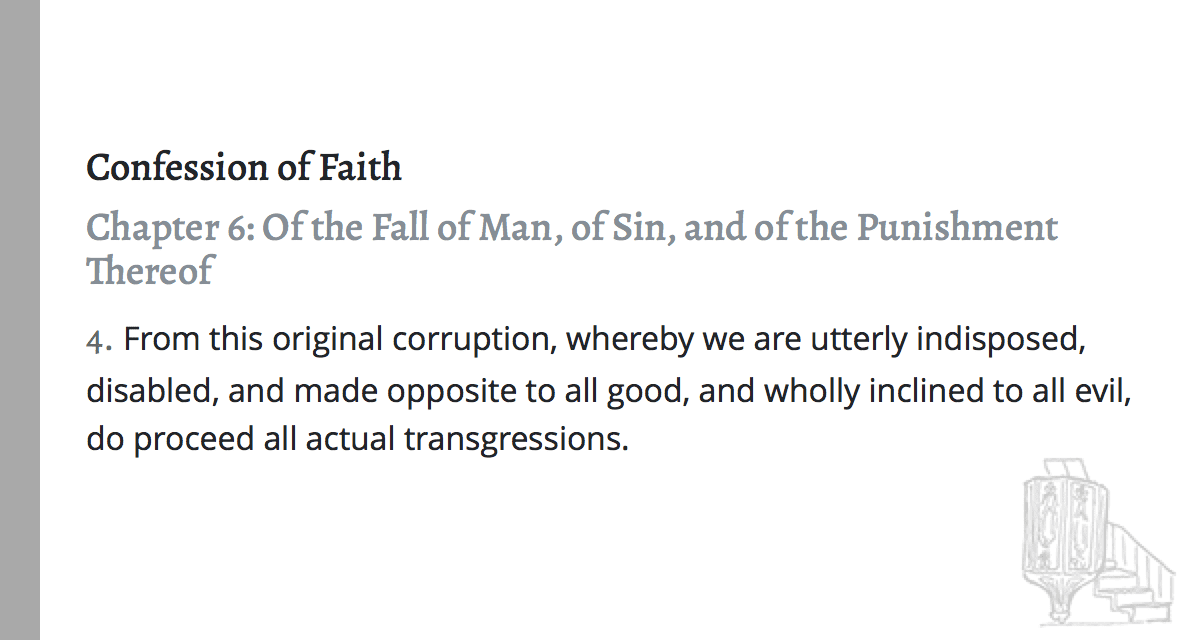 Confession of Faith
Chapter 6: Of the Fall of Man, of Sin, and of the Punishment
Thereof
4. From this original corruption, whereby we are utterly indisposed,
disabled, and made opposite to all good, and wholly inclined to all evil,
do proceed all actual transgressions.